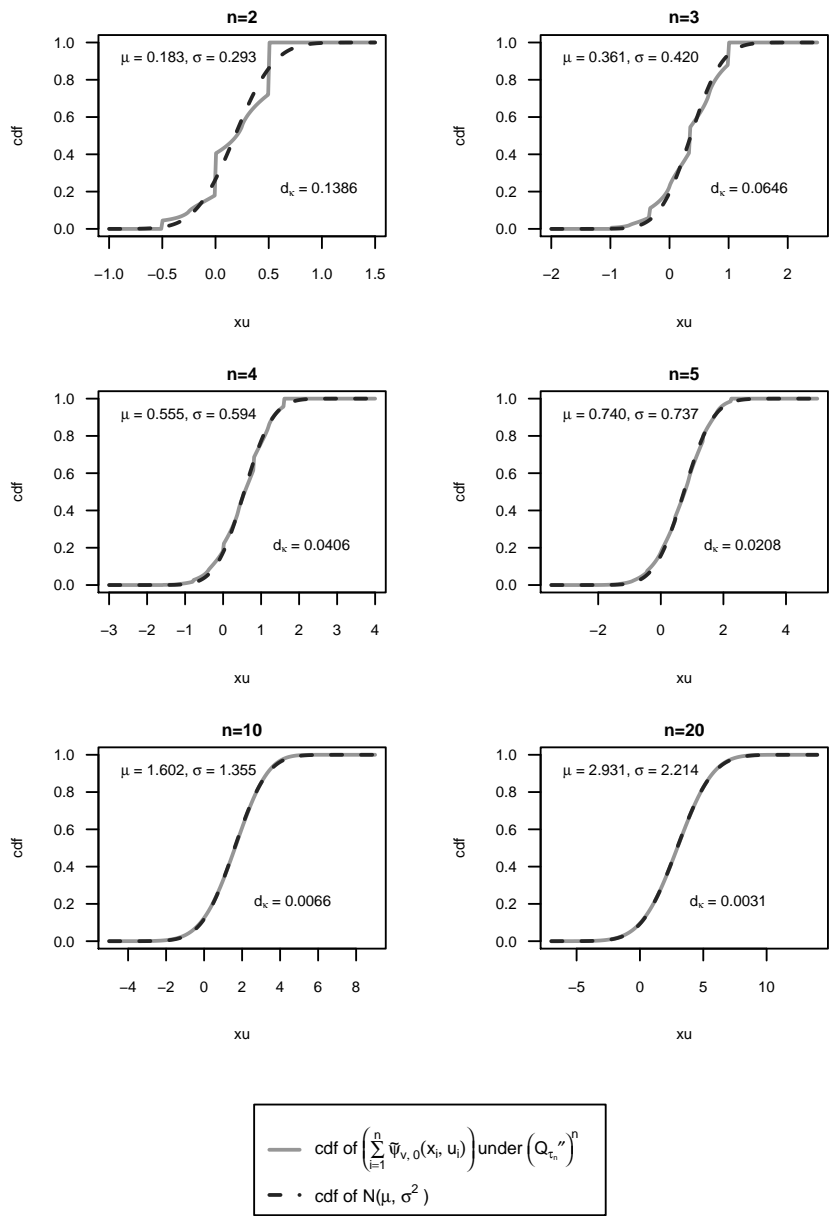 n=2
μ = 0.183, σ = 0.293
d_κ = 0.1386
cdf
0.0 0.2 0.4 0.6 0.8 1.0
−1.0 −0.5 0.0 0.5 1.0 1.5
xu
n=3
μ = 0.361, σ = 0.420
d_κ = 0.0646
cdf
0.0 0.2 0.4 0.6 0.8 1.0
−2 −1 0 1 2
xu
n=4
μ = 0.555, σ = 0.594
d_κ = 0.0406
cdf
0.0 0.2 0.4 0.6 0.8 1.0
−3 −2 −1 0 1 2 3 4
xu
n=5
μ = 0.740, σ = 0.737
d_κ = 0.0208
cdf
0.0 0.2 0.4 0.6 0.8 1.0
−2 0 2 4
xu
n=10
μ = 1.602, σ = 1.355
d_κ = 0.0066
cdf
0.0 0.2 0.4 0.6 0.8 1.0
−4 −2 0 2 4 6 8
xu
n=20
μ = 2.931, σ = 2.214
d_κ = 0.0031
cdf
0.0 0.2 0.4 0.6 0.8 1.0
−5 0 5 10
xu
cdf of (∑_{i=1}^{n} ψ̃_{v, 0}(x_i, u_i)) under (Q_{τ_n}″)^n
cdf of N(μ, σ²)